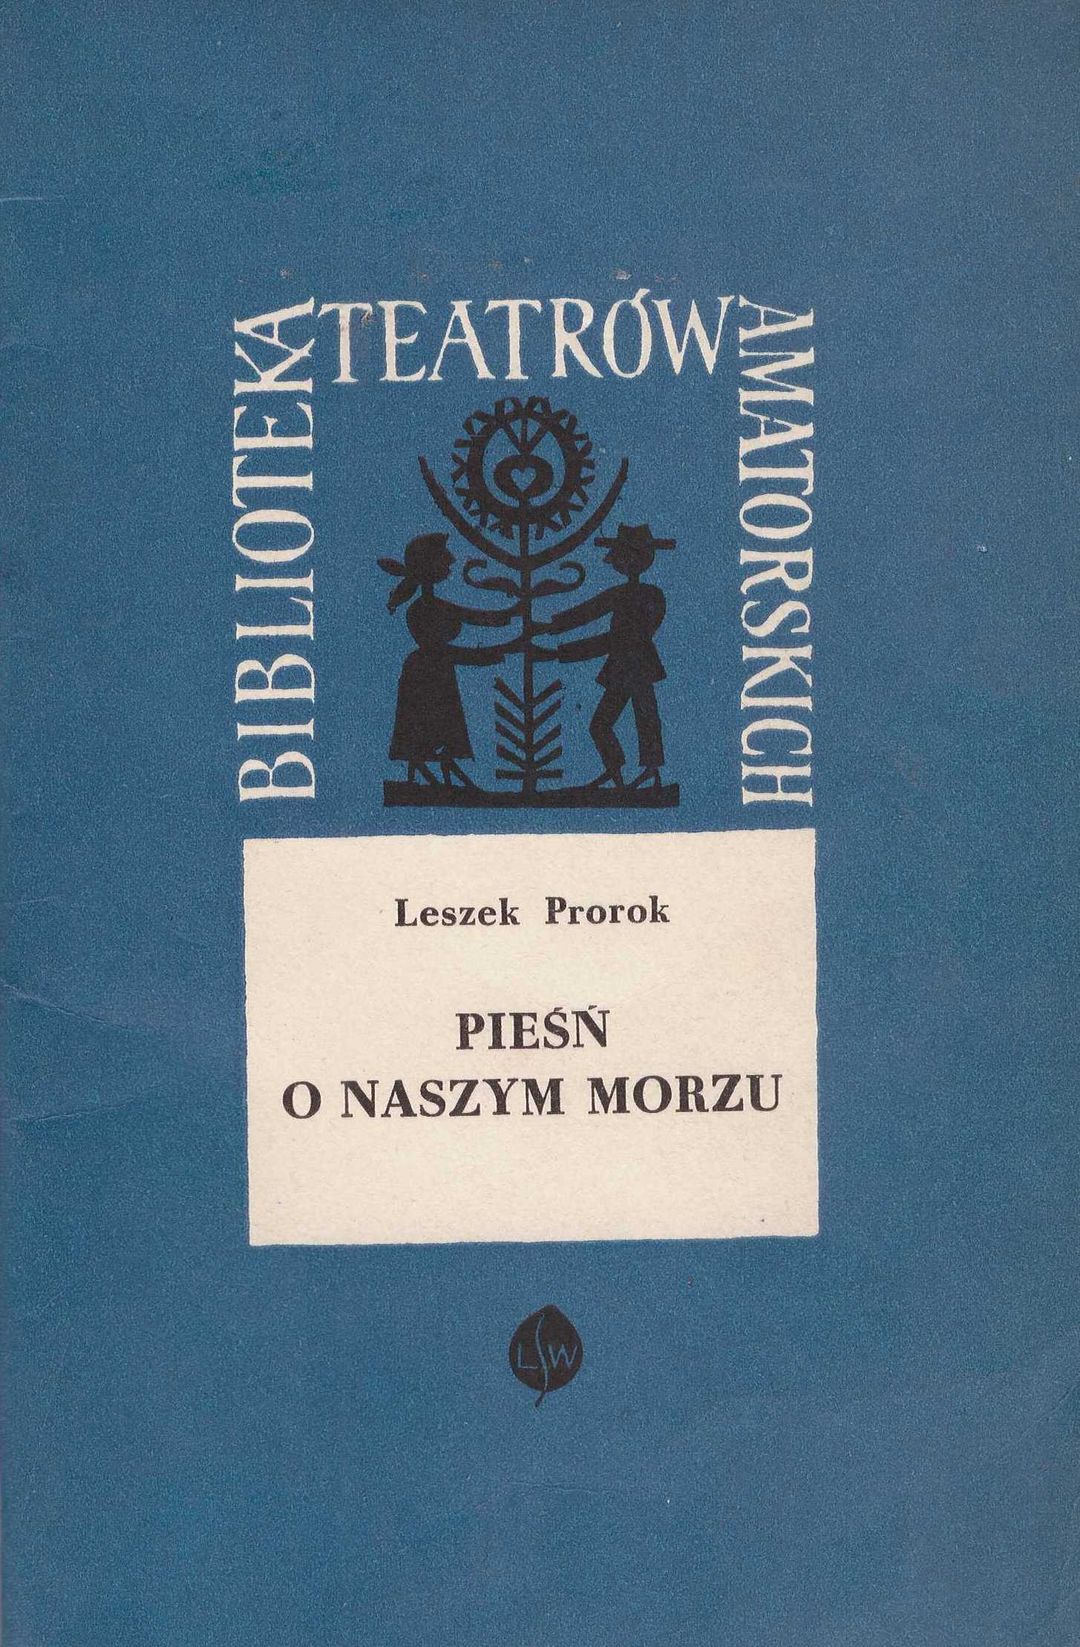 BIBLIOTEKA
TEATRÓW
AMATORSKICH
Leszek Prorok
PIEŚŃ
O NASZYM MORZU
LSW